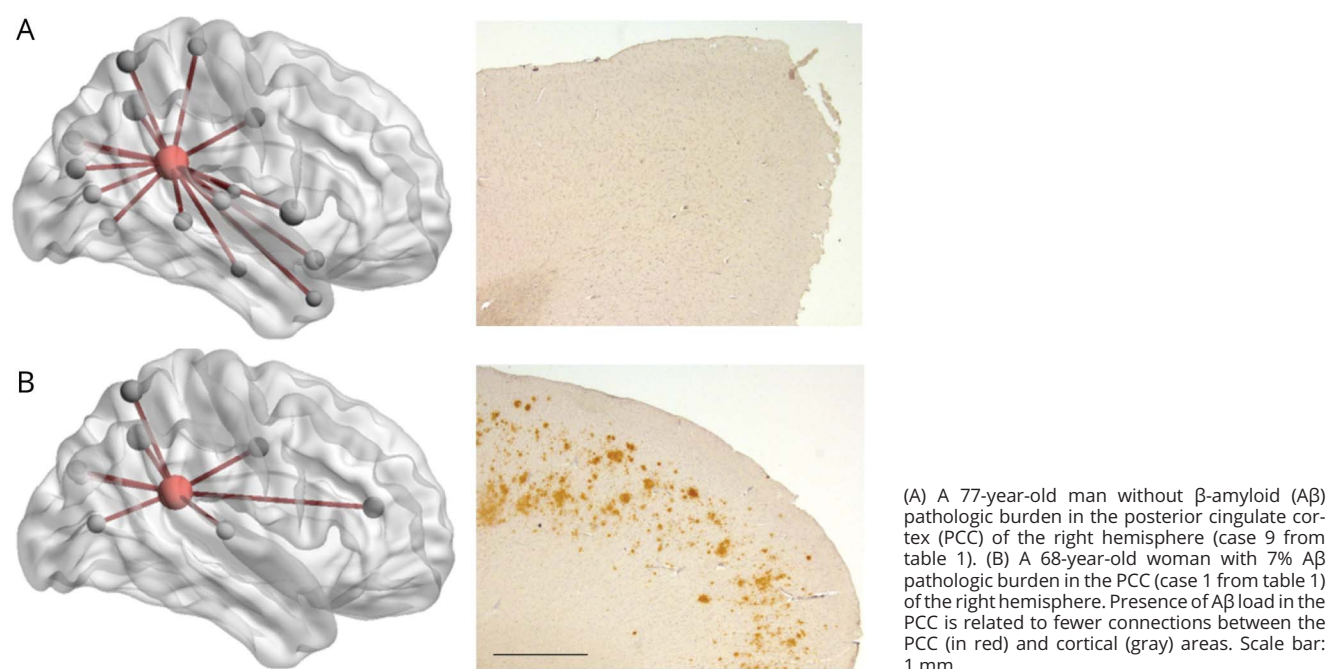 A
B
(A) A 77-year-old man without β-amyloid (Aβ)
pathologic burden in the posterior cingulate cor-
tex (PCC) of the right hemisphere (case 9 from
table 1). (B) A 68-year-old woman with 7% Aβ
pathologic burden in the PCC (case 1 from table 1)
of the right hemisphere. Presence of Aβ load in the
PCC is related to fewer connections between the
PCC (in red) and cortical (gray) areas. Scale bar:
1 mm